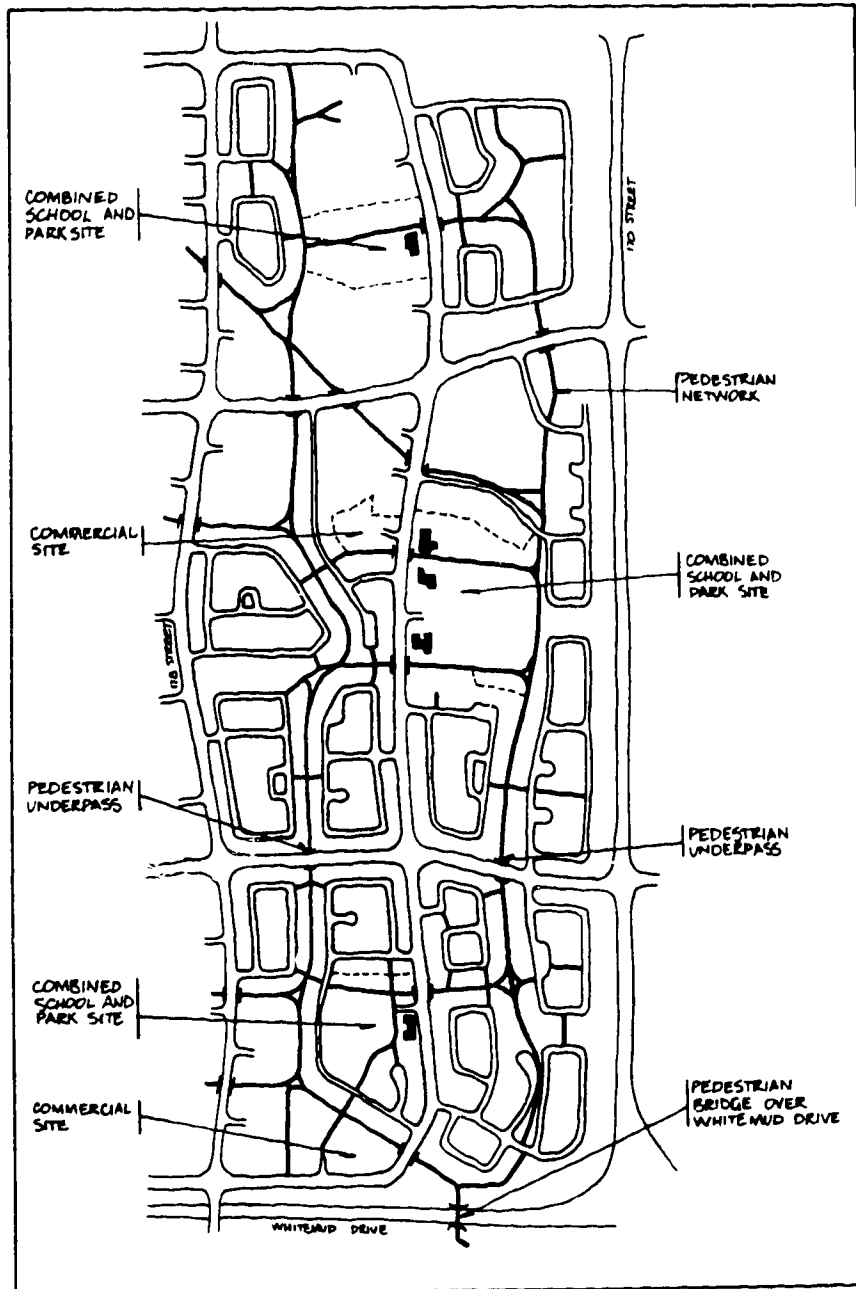 COMBINED
SCHOOL AND
PARK SITE
170 STREET
PEDESTRIAN
NETWORK
COMMERCIAL
SITE
COMBINED
SCHOOL AND
PARK SITE
178 STREET
PEDESTRIAN
UNDERPASS
PEDESTRIAN
UNDERPASS
COMBINED
SCHOOL AND
PARK SITE
COMMERCIAL
SITE
PEDESTRIAN
BRIDGE OVER
WHITEMUD DRIVE
WHITEMUD DRIVE